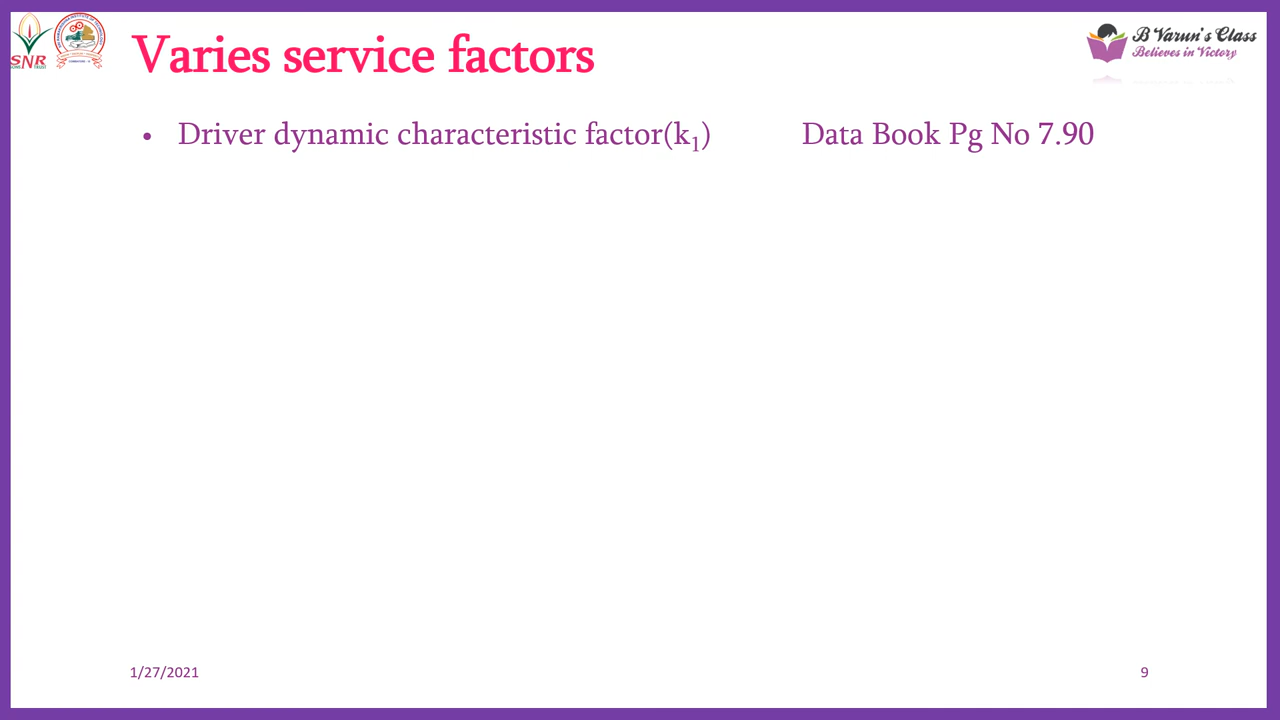 SNR
Varies service factors
B Varun's Class
Believes in Victory
• Driver dynamic characteristic factor(k₁) Data Book Pg No 7.90
1/27/2021
9